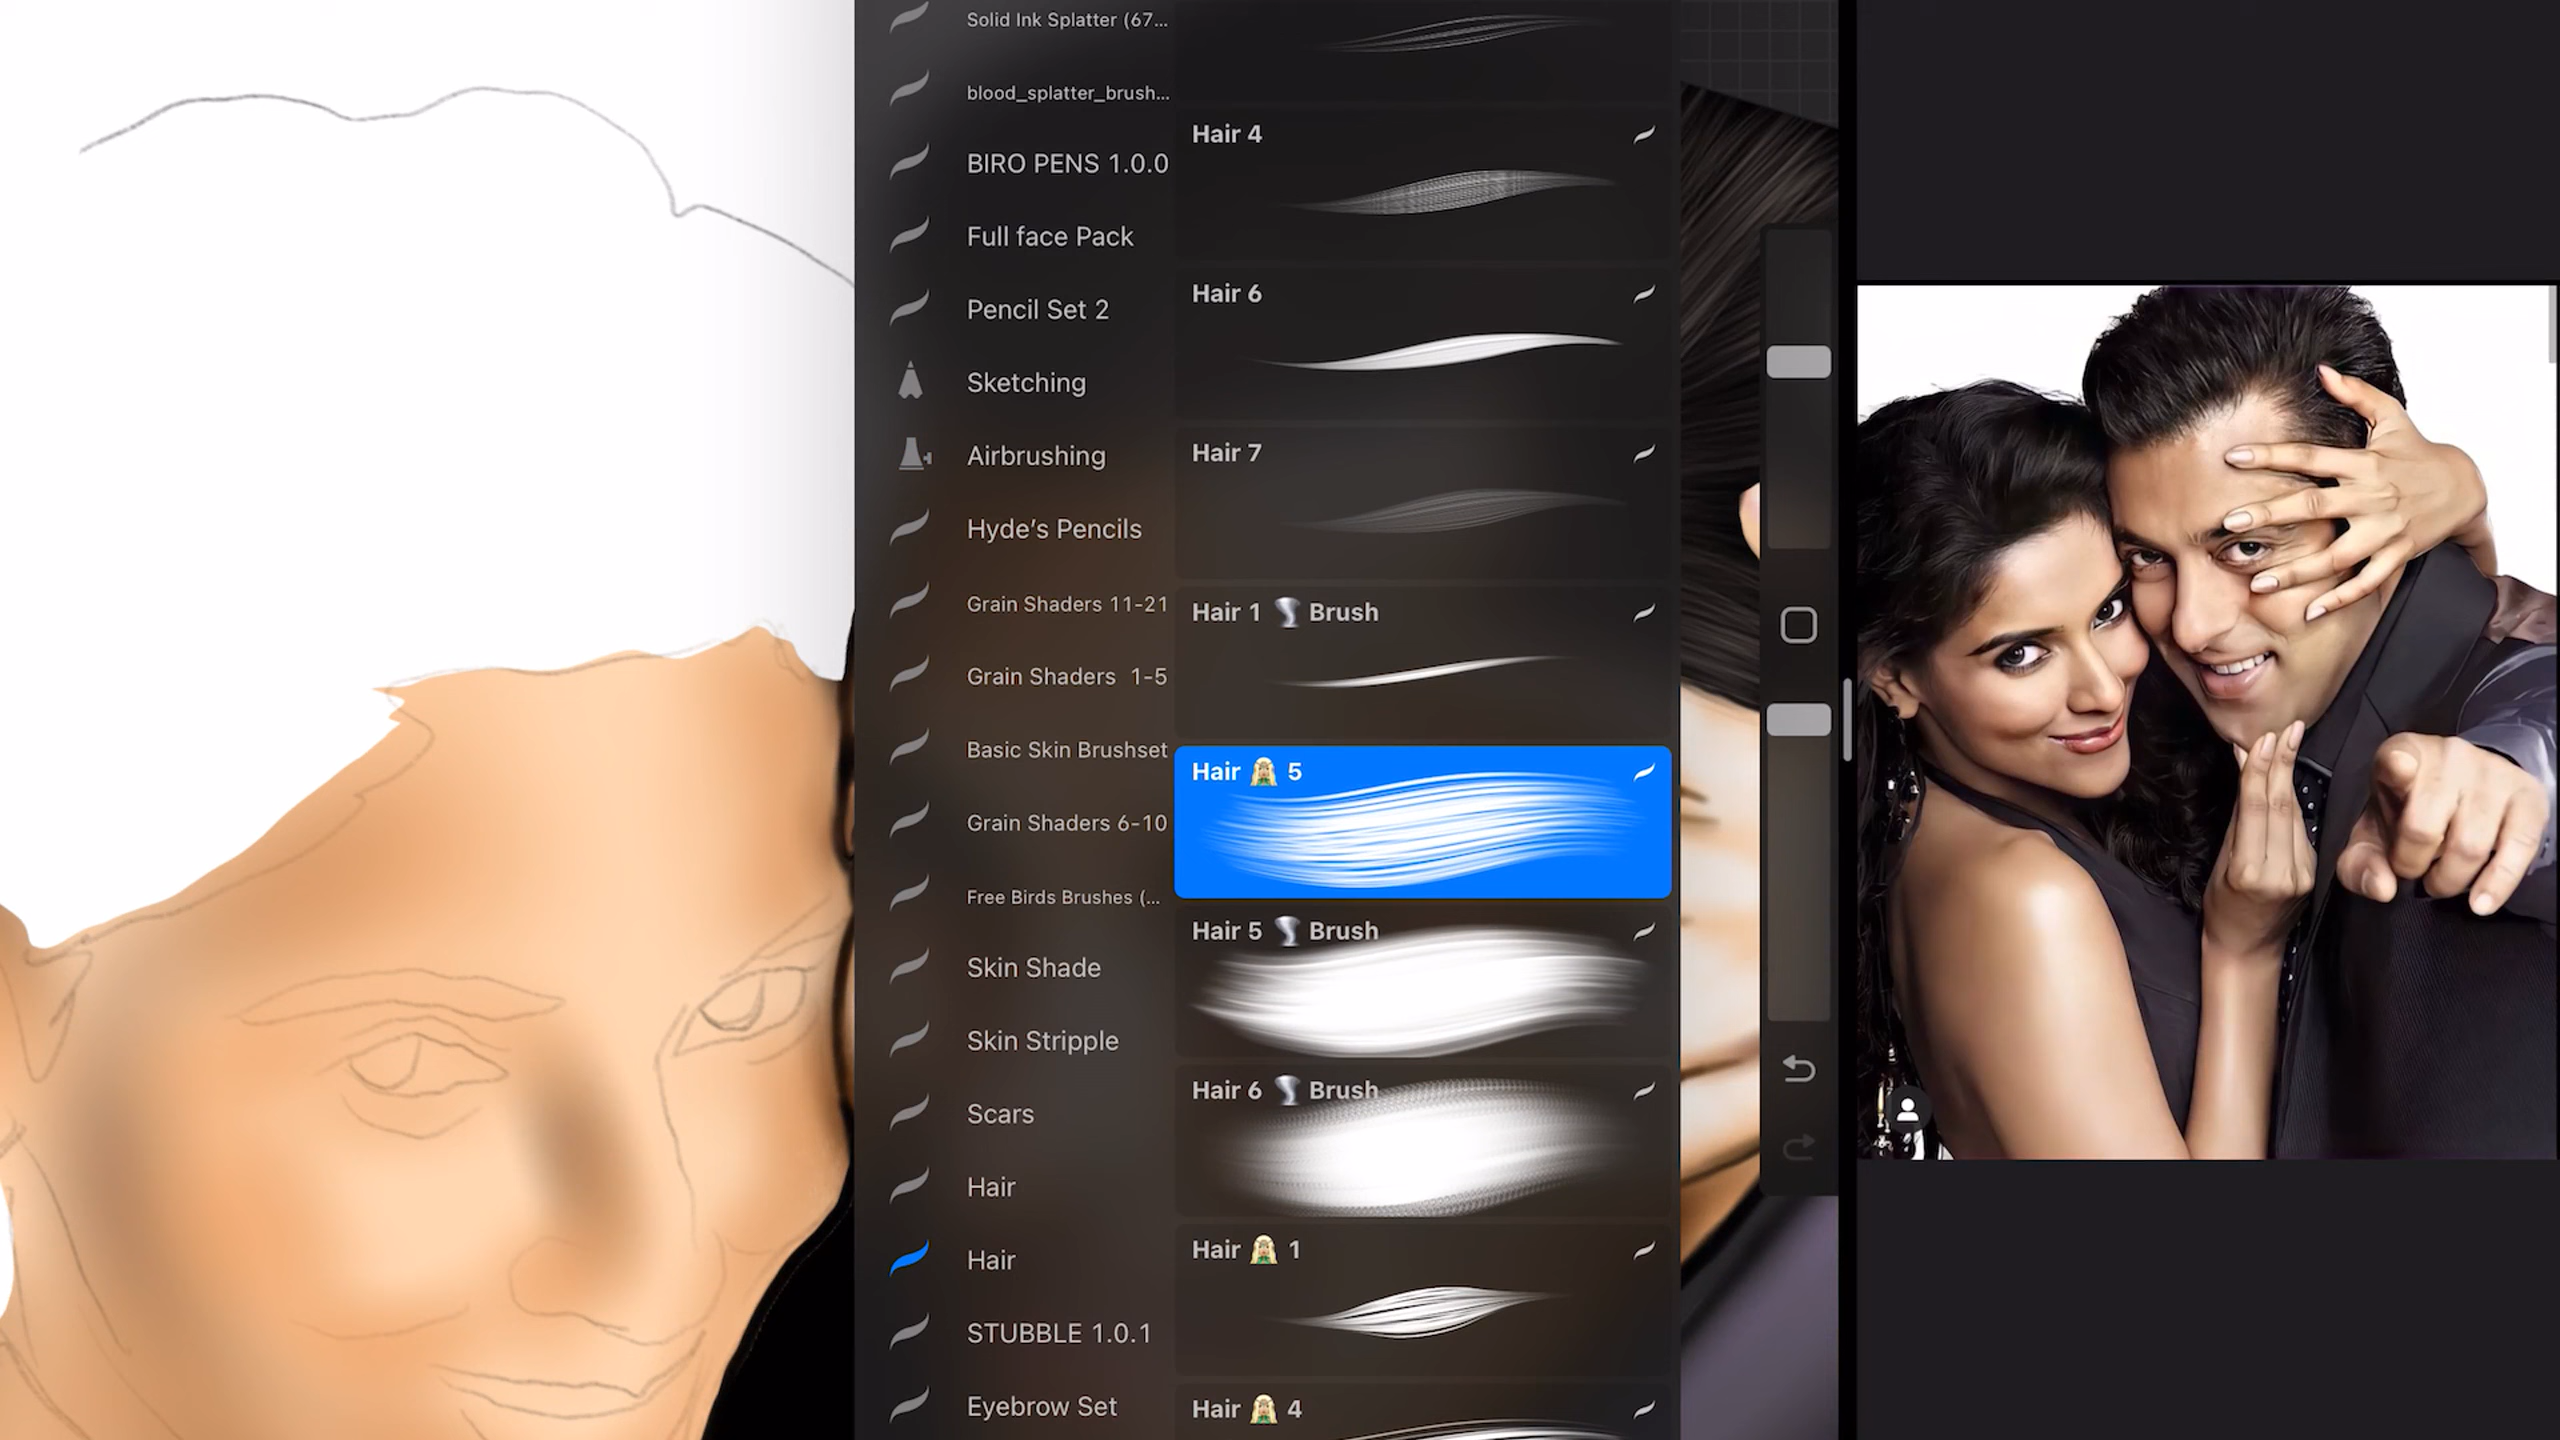 Solid Ink Splatter (67...
blood_splatter_brush...
BIRO PENS 1.0.0
Full face Pack
Pencil Set 2
Sketching
Airbrushing
Hyde’s Pencils
Grain Shaders 11-21
Grain Shaders 1-5
Basic Skin Brushset
Grain Shaders 6-10
Free Birds Brushes (...
Skin Shade
Skin Stripple
Scars
Hair
Hair
STUBBLE 1.0.1
Eyebrow Set
Hair 4
Hair 6
Hair 7
Hair 1 Brush
Hair 5
Hair 5 Brush
Hair 6 Brush
Hair 1
Hair 4